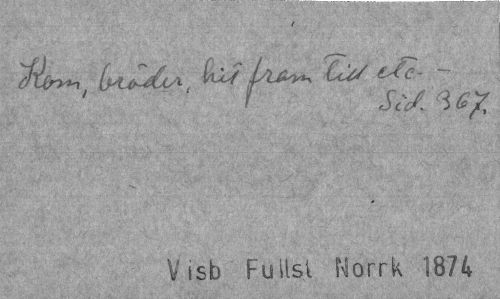 Kom, bröder, hit fram till etc. –
Sid. 367.
Visb Fullst Norrk 1874